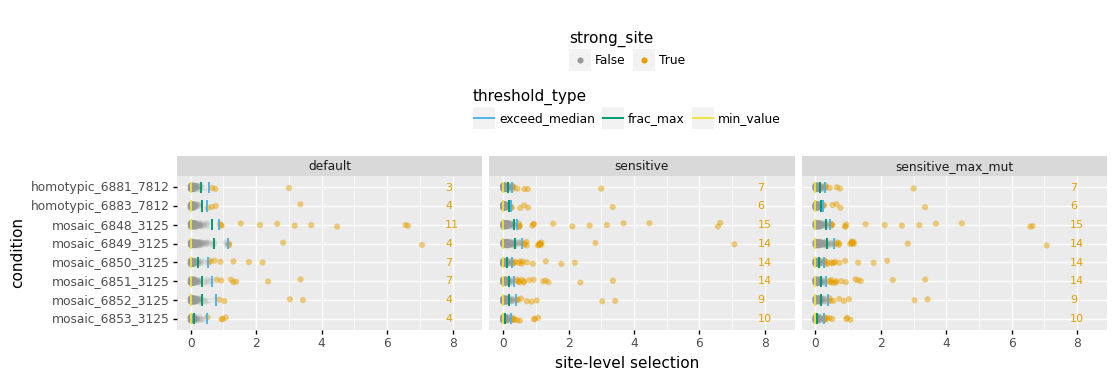 strong_site
False True
threshold_type
exceed_median frac_max min_value
default sensitive sensitive_max_mut
homotypic_6881_7812 3 7 7
homotypic_6883_7812 4 6 6
mosaic_6848_3125 11 15 15
mosaic_6849_3125 4 14 14
mosaic_6850_3125 7 14 14
mosaic_6851_3125 7 14 14
mosaic_6852_3125 4 9 9
mosaic_6853_3125 4 10 10
condition
0 2 4 6 8 0 2 4 6 8 0 2 4 6 8
site-level selection